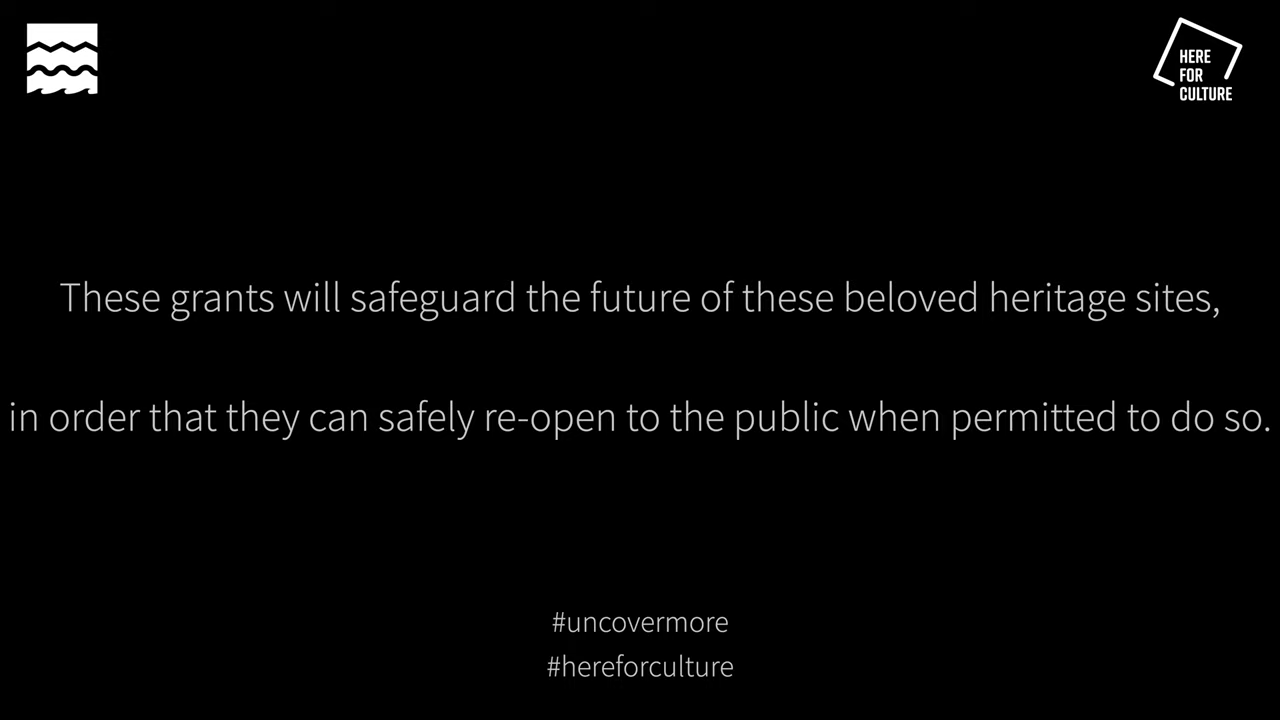 HERE
FOR
CULTURE
These grants will safeguard the future of these beloved heritage sites,
in order that they can safely re-open to the public when permitted to do so.
#uncovermore
#hereforculture